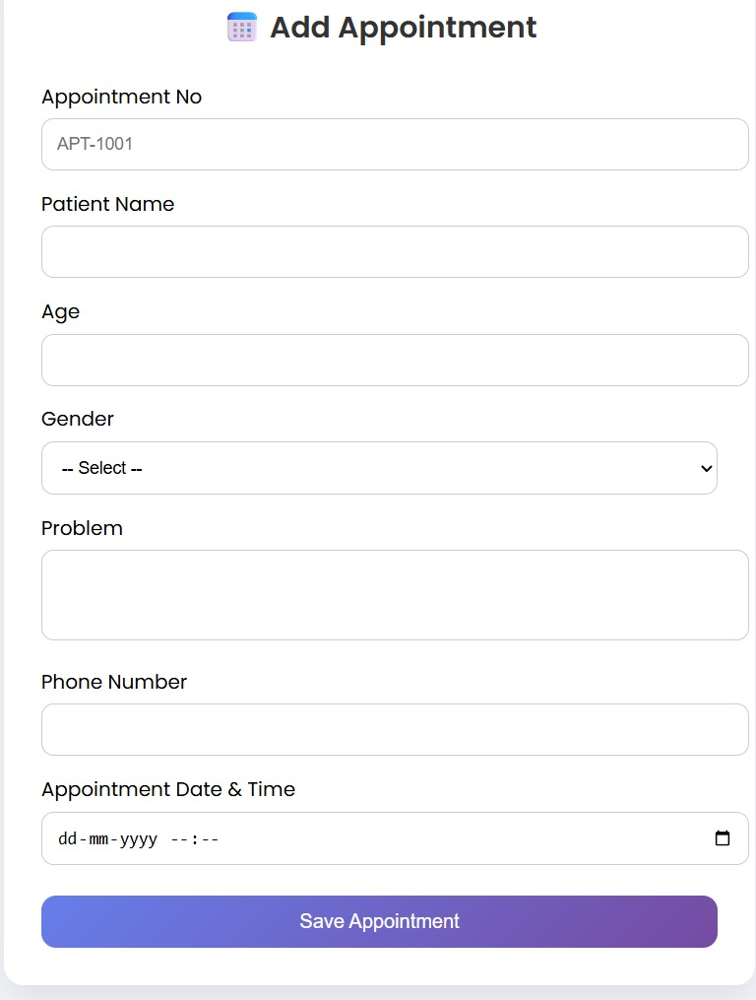 Add Appointment
Appointment No
APT-1001
Patient Name
Age
Gender
-- Select --
Problem
Phone Number
Appointment Date & Time
dd-mm-yyyy --:--
Save Appointment